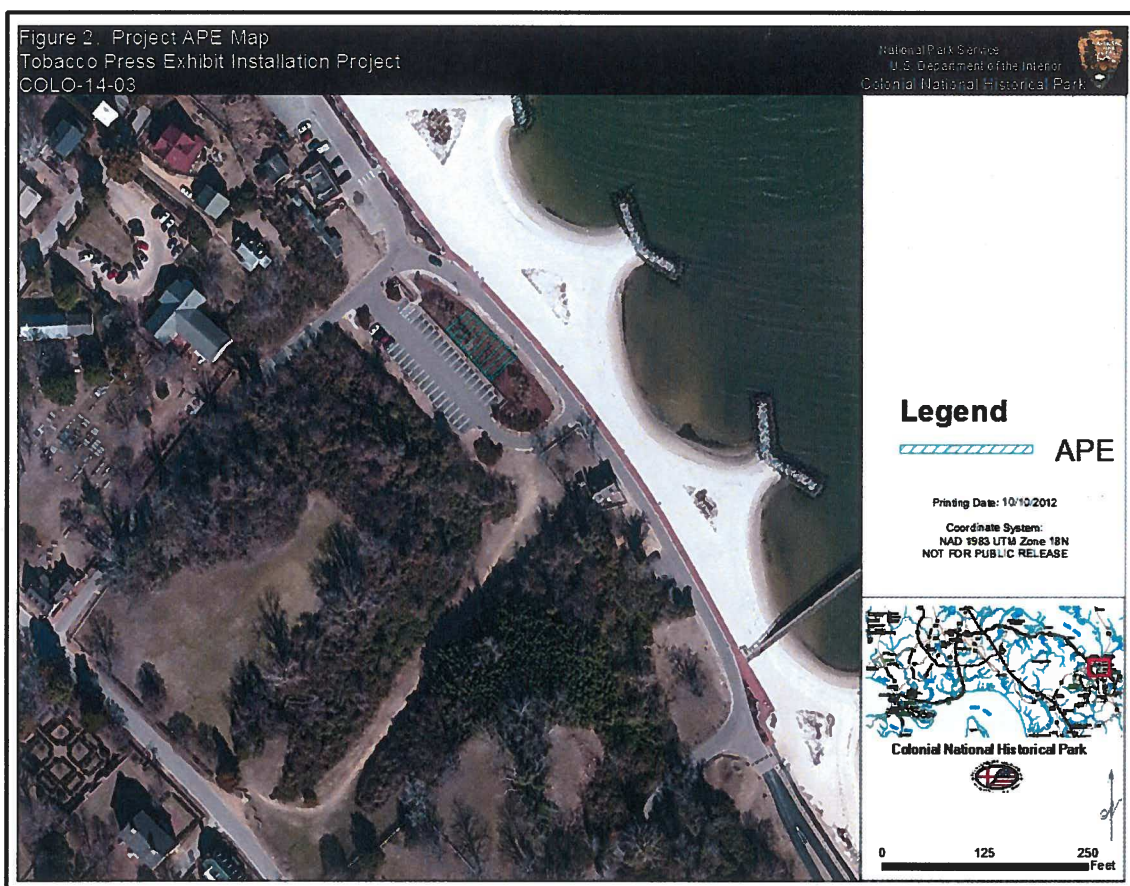 Figure 2. Project APE Map
Tobacco Press Exhibit Installation Project
COLO-14-03
National Park Service
U.S. Department of the Interior
Colonial National Historical Park
Legend
APE
Printing Date: 10/10/2012
Coordinate System:
NAD 1983 UTM Zone 18N
NOT FOR PUBLIC RELEASE
Colonial National Historical Park
0 125 250
Feet